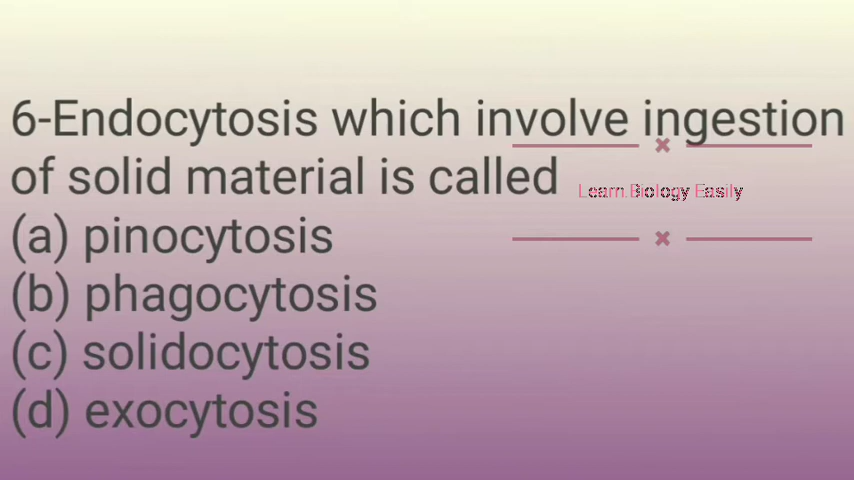 6-Endocytosis which involve ingestion
of solid material is called
Learn Biology Easily
(a) pinocytosis
(b) phagocytosis
(c) solidocytosis
(d) exocytosis